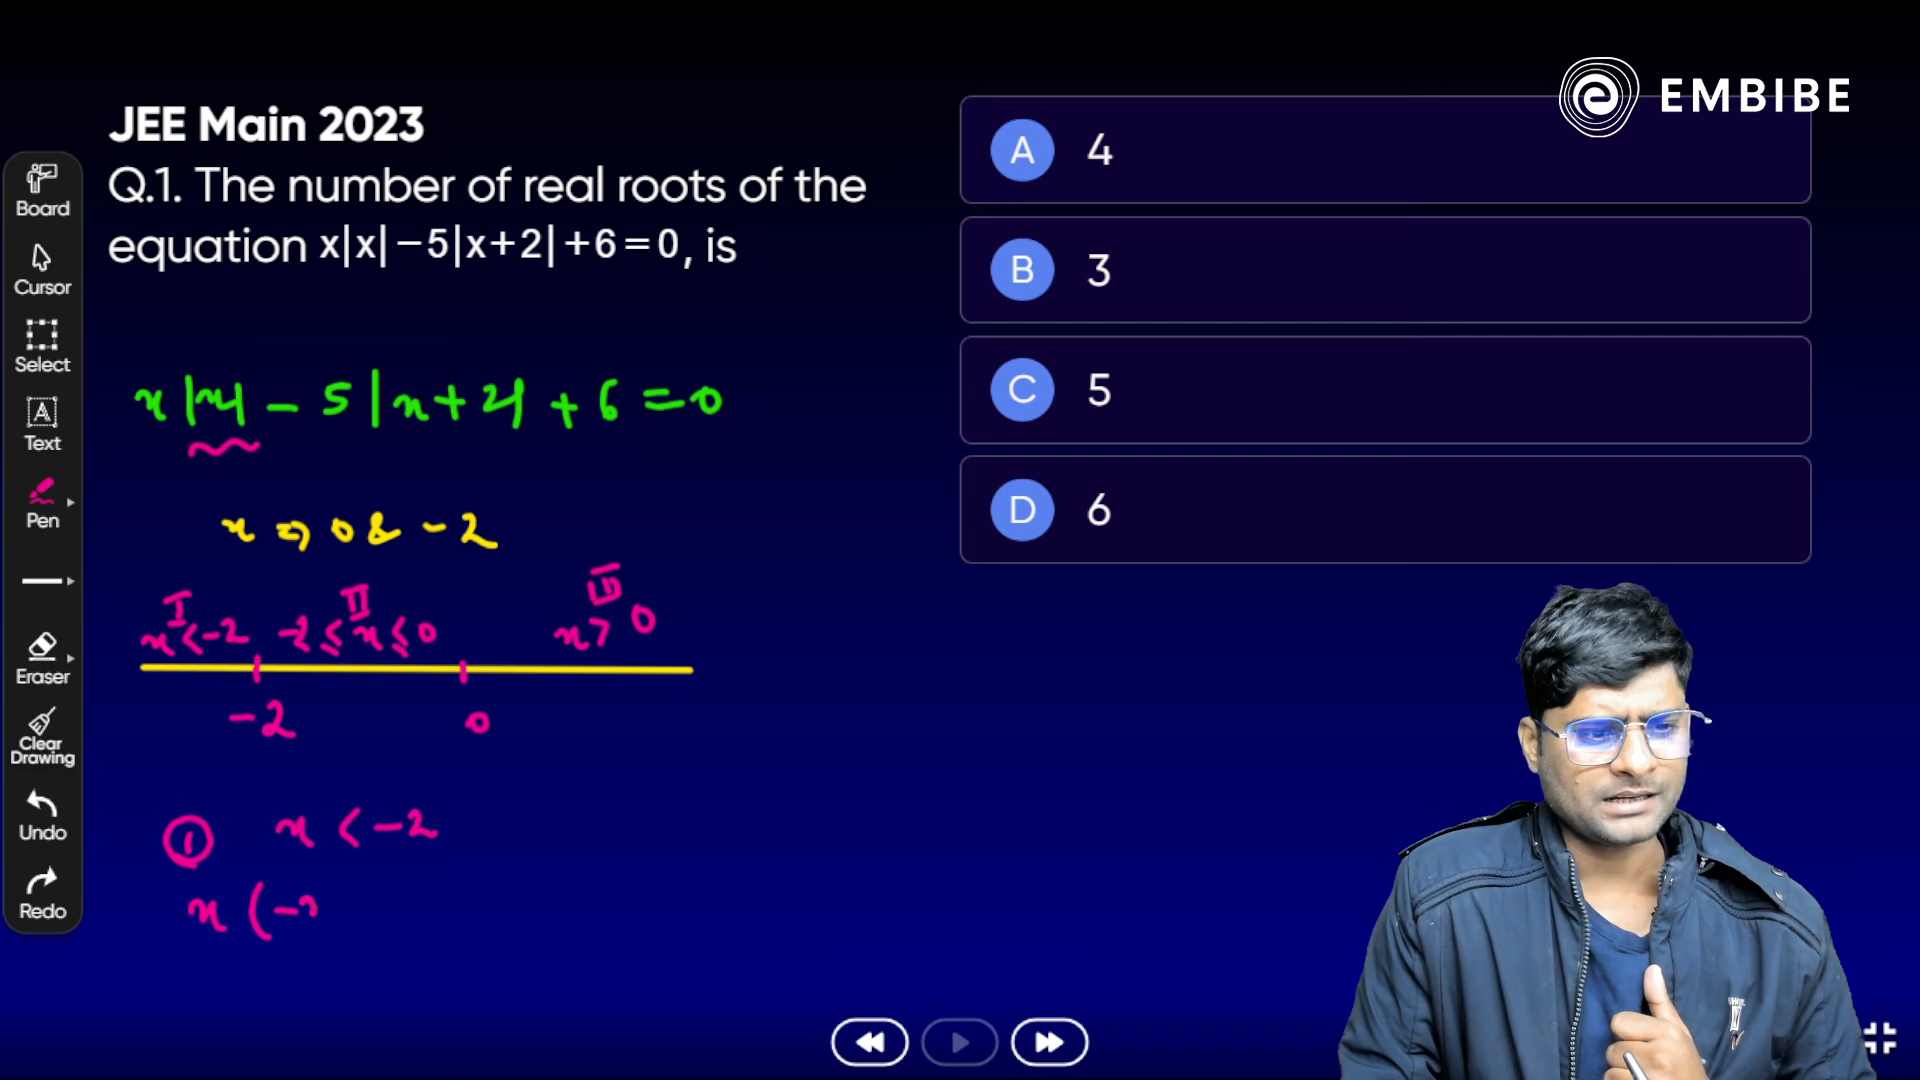 EMBIBE
JEE Main 2023
Q.1. The number of real roots of the
equation x|x|−5|x+2|+6=0, is
A 4
B 3
C 5
D 6
Board
Cursor
Select
A
Text
Pen
Eraser
Clear
Drawing
Undo
Redo
x|x| - 5|x+2| + 6 = 0
x ⇒ 0 & -2
I II III
x < -2 -2 ≤ x ≤ 0 x > 0
-2 0
① x < -2
x (-